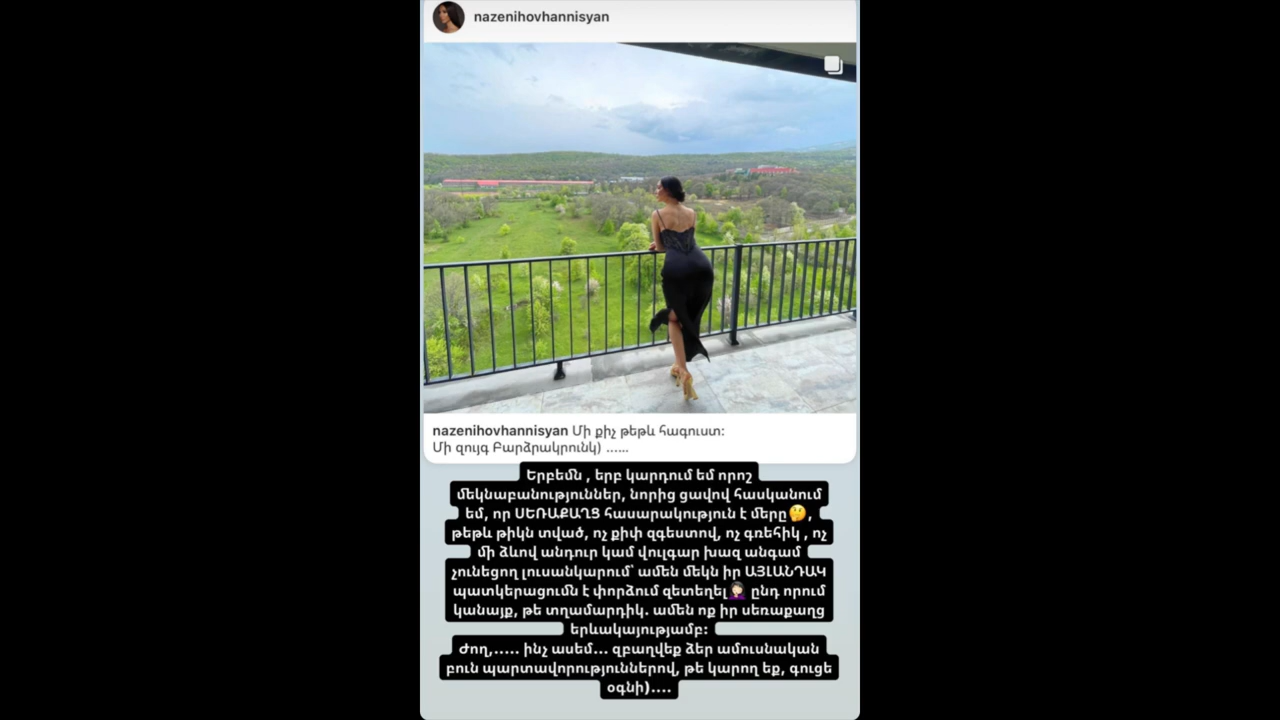 nazenihovhannisyan
nazenihovhannisyan Մի քիչ թեթև հագուստ:
Մի զույգ Բարձրակրունկ) ......
Երբեմն , երբ կարդում եմ որոշ
մեկնաբանություններ, նորից ցավով հասկանում
եմ, որ ՍԵՌԱՔԱՂՑ հասարակություն է մերը🤔,
թեթև թիկն տված, ոչ քիփ զգեստով, ոչ գռեհիկ , ոչ
մի ձևով անդուր կամ վուլգար խազ անգամ
չունեցող լուսանկարում՝ ամեն մեկն իր ԱՅԼԱՆԴԱԿ
պատկերացումն է փորձում զետեղել🤦🏻‍♀️ ընդ որում
կանայք, թե տղամարդիկ. ամեն ոք իր սեռաքաղց
երևակայությամբ:
Ժող,..... ինչ ասեմ... զբաղվեք ձեր ամուսնական
բուն պարտավորություններով, թե կարող եք, գուցե
օգնի)....